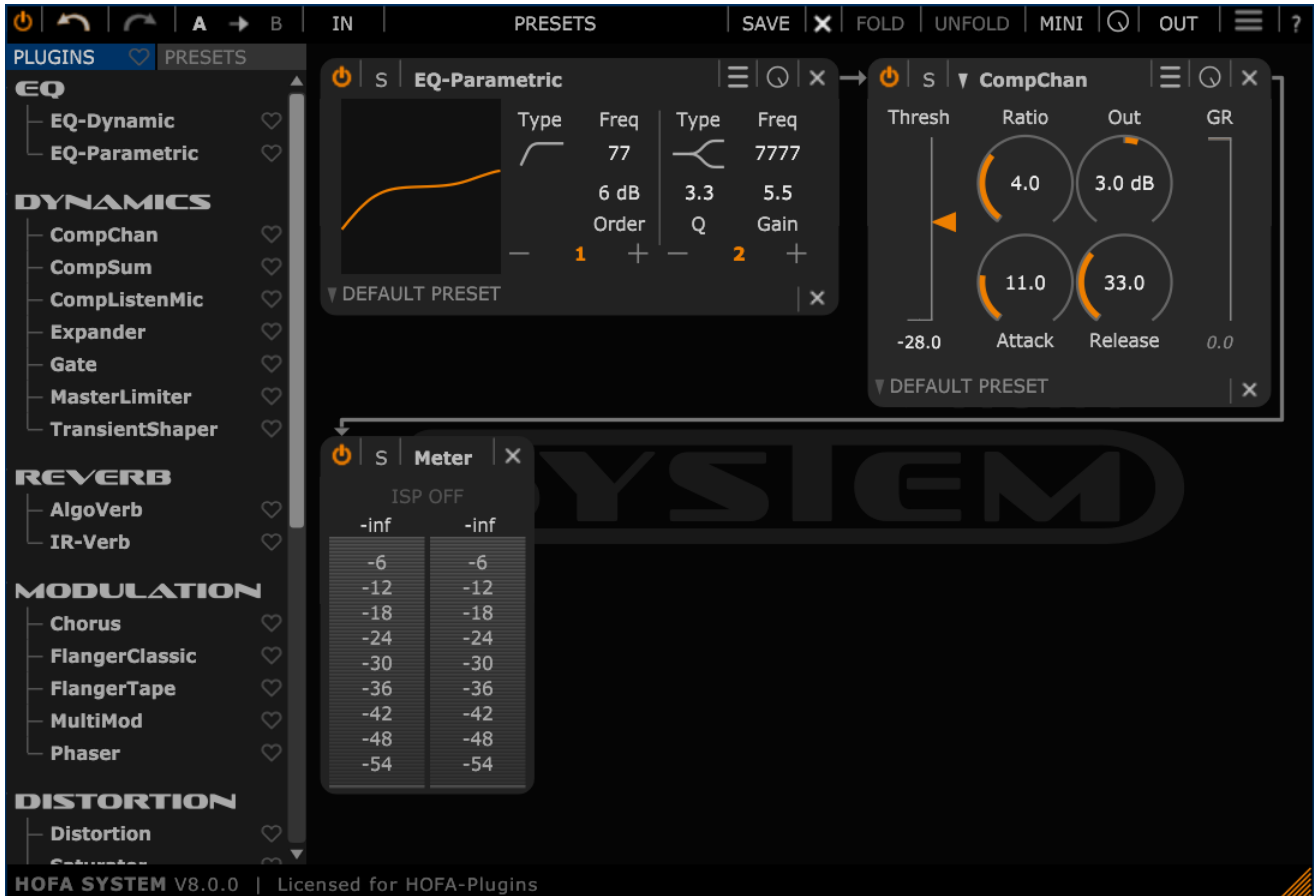 A B IN PRESETS SAVE FOLD UNFOLD MINI OUT ?
PLUGINS PRESETS
EQ
EQ-Dynamic
EQ-Parametric
DYNAMICS
CompChan
CompSum
CompListenMic
Expander
Gate
MasterLimiter
TransientShaper
REVERB
AlgoVerb
IR-Verb
MODULATION
Chorus
FlangerClassic
FlangerTape
MultiMod
Phaser
DISTORTION
Distortion
S EQ-Parametric
Type Freq Type Freq
77 7777
6 dB 3.3 5.5
Order Q Gain
1 + 2 +
DEFAULT PRESET
S CompChan
Thresh Ratio Out GR
4.0 3.0 dB
11.0 33.0
-28.0 Attack Release 0.0
DEFAULT PRESET
S Meter
ISP OFF
-inf -inf
-6 -6
-12 -12
-18 -18
-24 -24
-30 -30
-36 -36
-42 -42
-48 -48
-54 -54
SYSTEM
HOFA SYSTEM V8.0.0 | Licensed for HOFA-Plugins